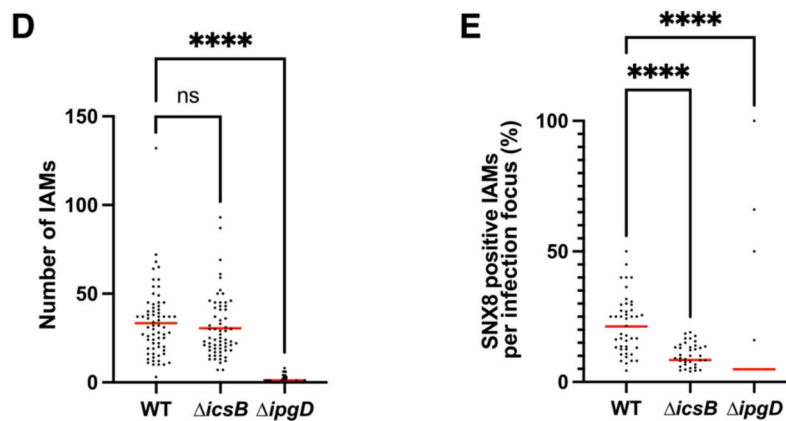 D
****
ns
150
100
50
0
Number of IAMs
WT ΔicsB ΔipgD
E
****
****
100
50
0
SNX8 positive IAMs
per infection focus (%)
WT ΔicsB ΔipgD